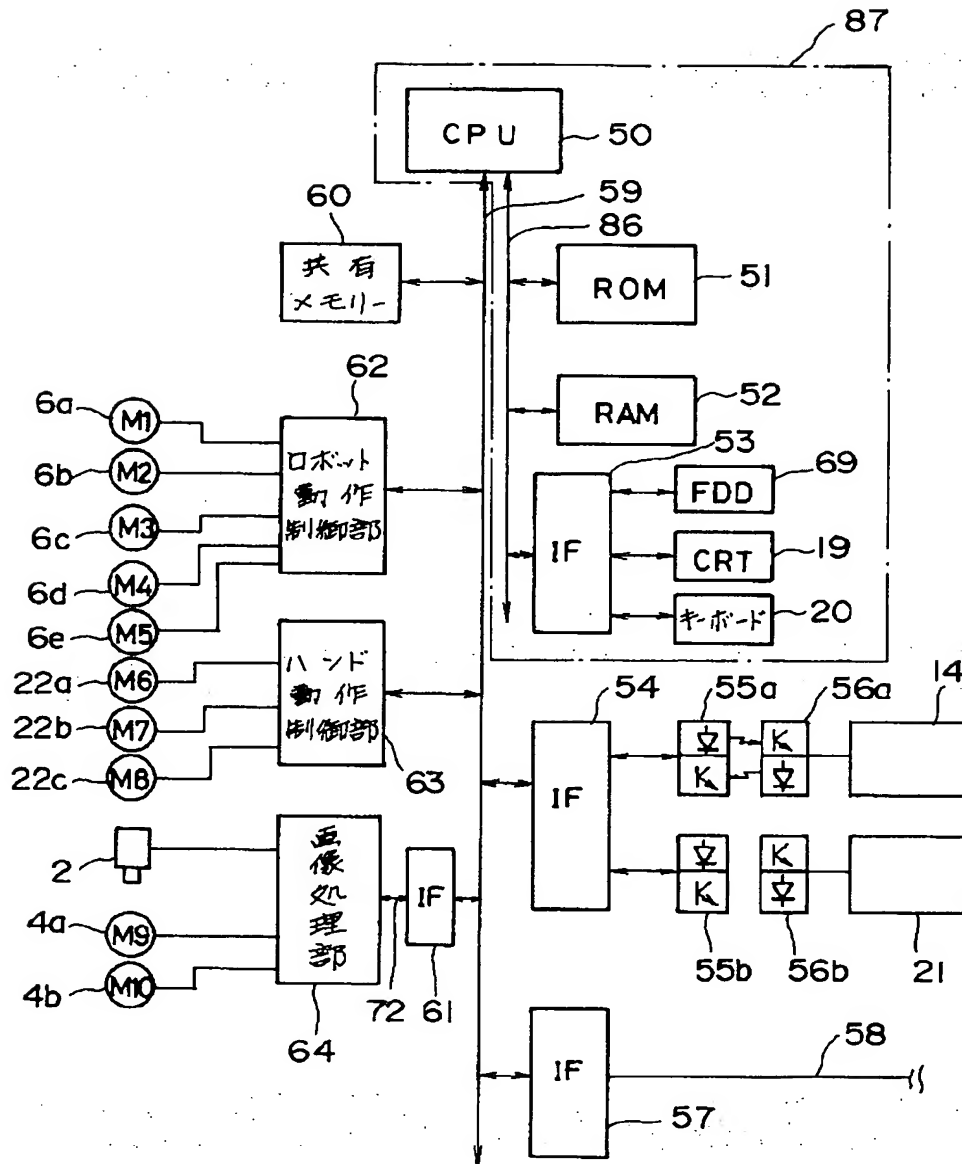 87
CPU
50
59
86
60
共有
メモリー
ROM
51
RAM
52
53
IF
FDD
69
CRT
19
キーボード
20
62
ロボット
動作
制御部
6a
M1
6b
M2
6c
M3
6d
M4
6e
M5
22a
M6
22b
M7
22c
M8
ハンド
動作
制御部
63
54
IF
55a
56a
14
55b
56b
21
2
4a
M9
4b
M10
画像処理部
64
72
IF
61
IF
57
58